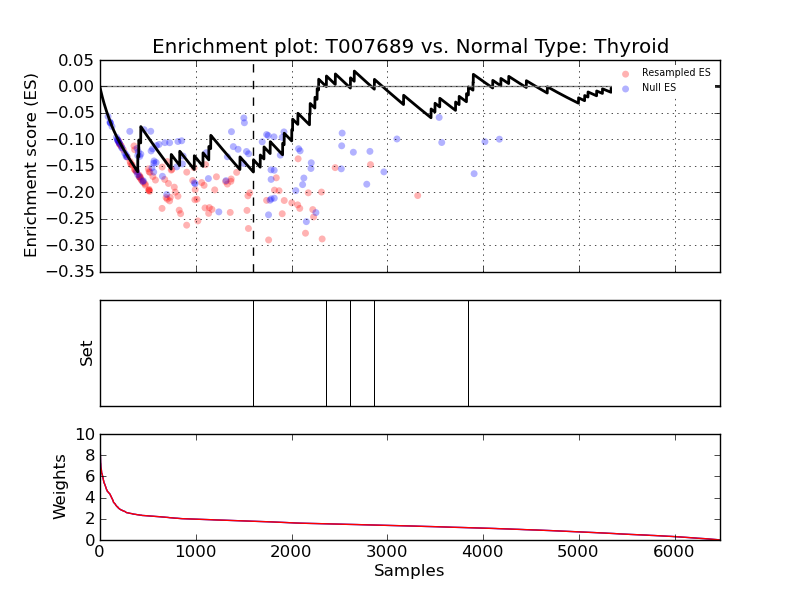 Enrichment plot: T007689 vs. Normal Type: Thyroid
Enrichment score (ES)
0.05
0.00
−0.05
−0.10
−0.15
−0.20
−0.25
−0.30
−0.35
Resampled ES
Null ES
Set
Weights
10
8
6
4
2
0
0 1000 2000 3000 4000 5000 6000
Samples